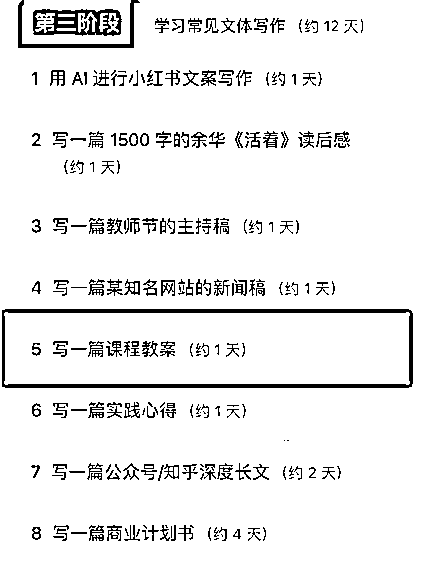 第三阶段 学习常见文体写作（约 12 天）
1 用 AI 进行小红书文案写作（约 1 天）
2 写一篇 1500 字的余华《活着》读后感
（约 1 天）
3 写一篇教师节的主持稿（约 1 天）
4 写一篇某知名网站的新闻稿（约 1 天）
5 写一篇课程教案（约 1 天）
6 写一篇实践心得（约 1 天）
7 写一篇公众号/知乎深度长文（约 2 天）
8 写一篇商业计划书（约 4 天）